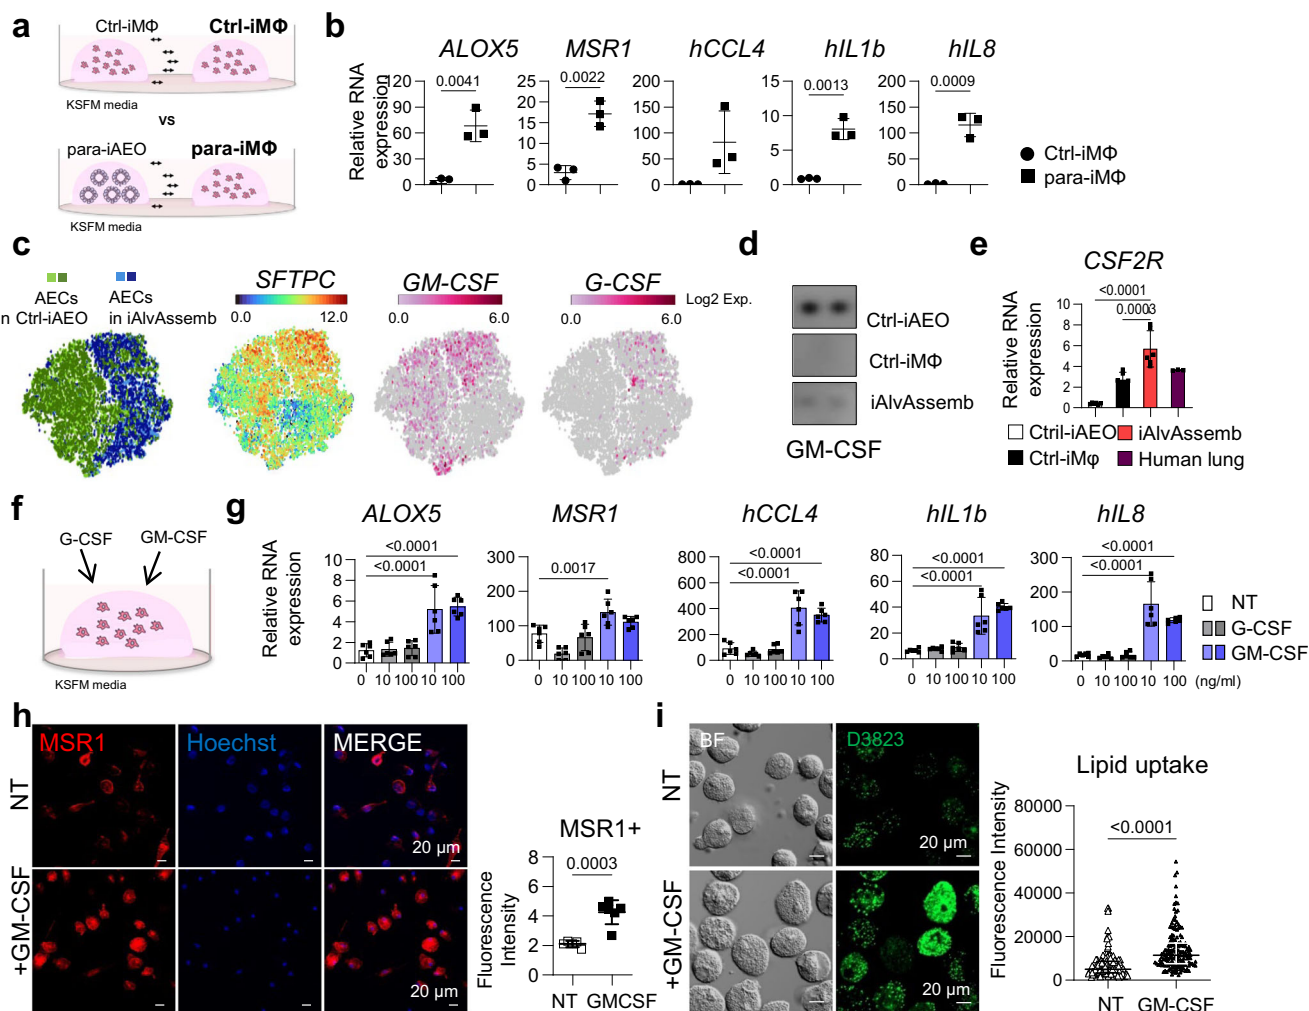 a
Ctrl-iMΦ
Ctrl-iMΦ
KSFM media
vs
para-iAEO
para-iMΦ
KSFM media
b
ALOX5
MSR1
hCCL4
hIL1b
hIL8
Relative RNA
expression
120
90
60
30
0
0.0041
25
20
15
10
5
0
0.0022
200
150
100
50
0
15
10
5
0
0.0013
200
150
100
50
0
0.0009
Ctrl-iMΦ
para-iMΦ
c
AECs
n Ctrl-iAEO
AECs
in iAlvAssemb
SFTPC
0.0
12.0
GM-CSF
0.0
6.0
G-CSF
0.0
6.0
Log2 Exp.
d
Ctrl-iAEO
Ctrl-iMΦ
iAlvAssemb
GM-CSF
e
CSF2R
Relative RNA
expression
10
8
6
4
2
0
<0.0001
0.0003
Ctril-iAEO
iAlvAssemb
Ctrl-iMφ
Human lung
f
G-CSF
GM-CSF
KSFM media
g
ALOX5
MSR1
hCCL4
hIL1b
hIL8
Relative RNA
expression
10
8
6
4
2
0
<0.0001
<0.0001
0 10 100 10 100
300
200
100
0
0.0017
0 10 100 10 100
800
600
400
200
0
<0.0001
<0.0001
0 10 100 10 100
80
60
40
20
0
<0.0001
<0.0001
0 10 100 10 100
300
200
100
0
<0.0001
<0.0001
0 10 100 10 100 (ng/ml)
NT
G-CSF
GM-CSF
h
MSR1
Hoechst
MERGE
NT
20 µm
+GM-CSF
20 µm
MSR1+
Fluorescence
Intensity
8
6
4
2
0
0.0003
NT
GMCSF
i
BF
D3823
NT
20 µm
+GM-CSF
20 µm
Lipid uptake
Fluorescence Intensity
80000
60000
40000
20000
0
<0.0001
NT
GM-CSF